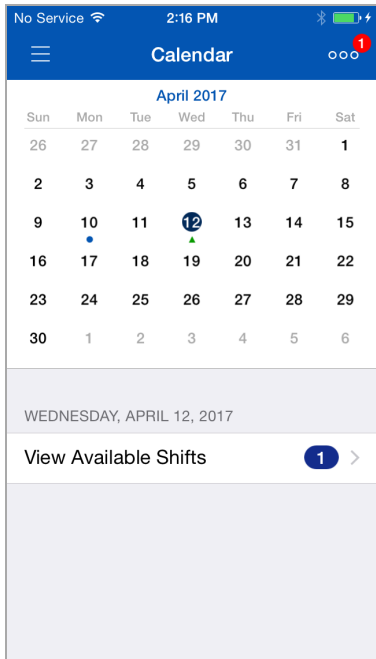 No Service 2:16 PM
Calendar 1
April 2017
Sun Mon Tue Wed Thu Fri Sat
26 27 28 29 30 31 1
2 3 4 5 6 7 8
9 10 11 12 13 14 15
16 17 18 19 20 21 22
23 24 25 26 27 28 29
30 1 2 3 4 5 6
WEDNESDAY, APRIL 12, 2017
View Available Shifts 1